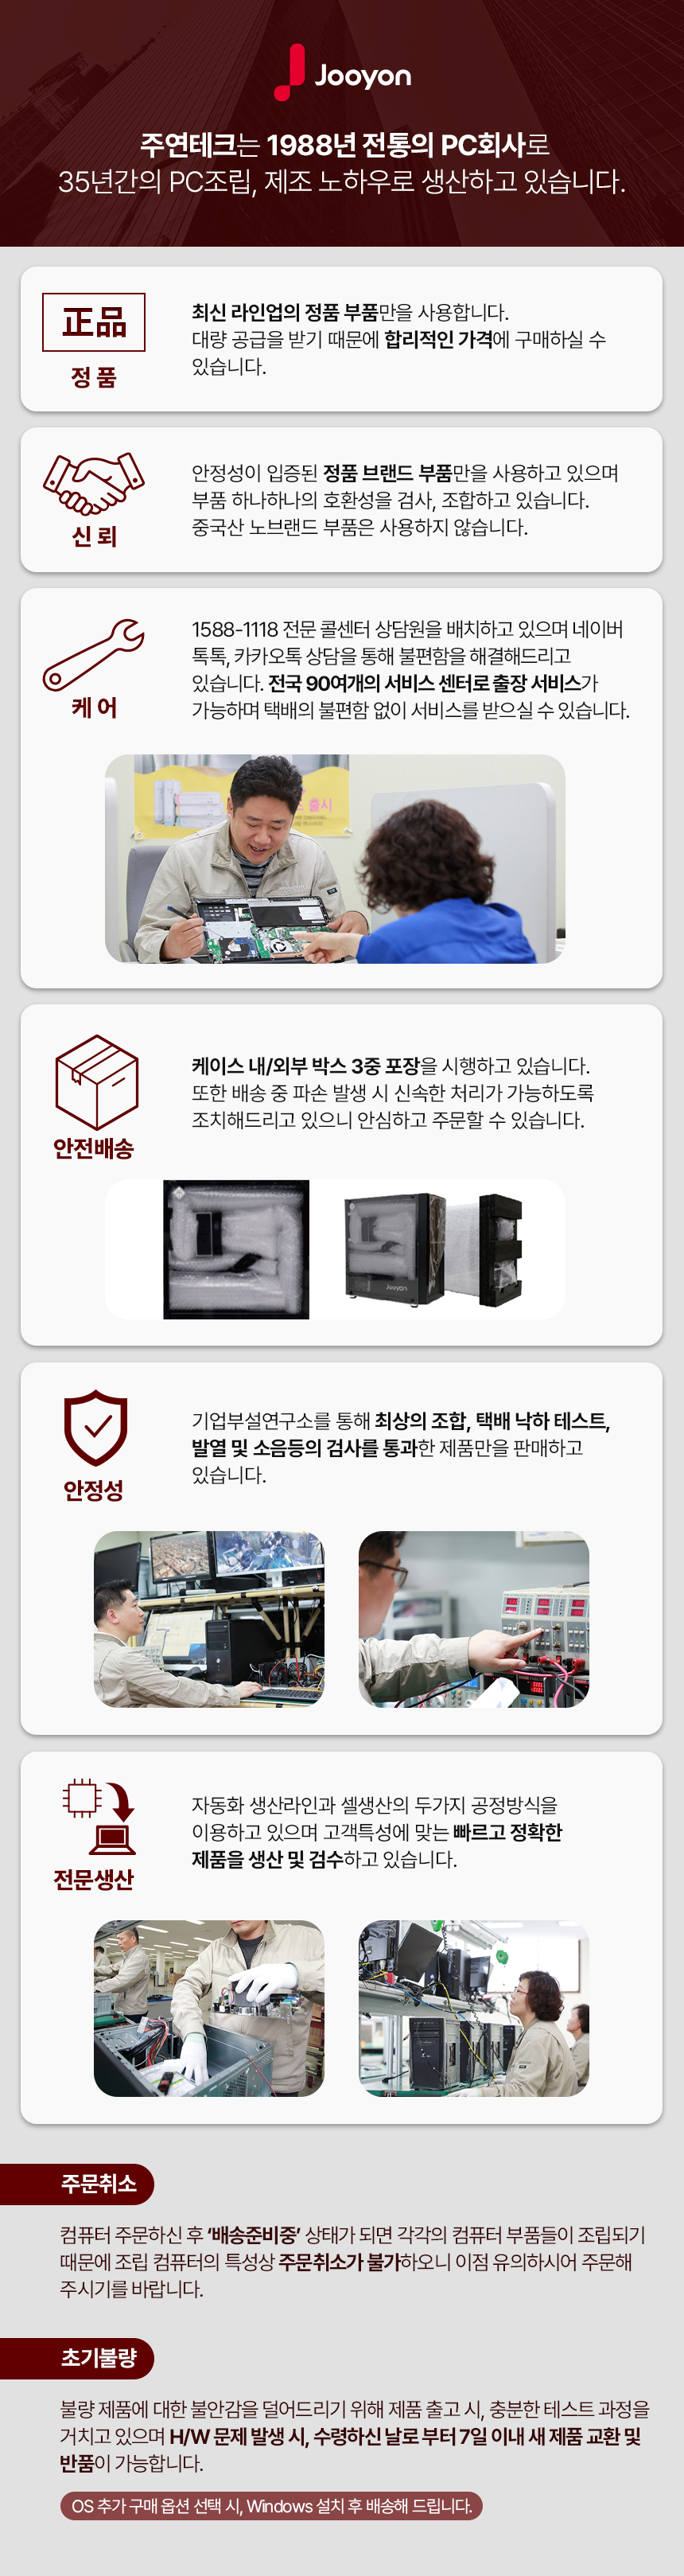 Jooyon
주연테크는 1988년 전통의 PC회사로
35년간의 PC조립, 제조 노하우로 생산하고 있습니다.
正品
정 품
최신 라인업의 정품 부품만을 사용합니다.
대량 공급을 받기 때문에 합리적인 가격에 구매하실 수
있습니다.
신 뢰
안정성이 입증된 정품 브랜드 부품만을 사용하고 있으며
부품 하나하나의 호환성을 검사, 조합하고 있습니다.
중국산 노브랜드 부품은 사용하지 않습니다.
케 어
1588-1118 전문 콜센터 상담원을 배치하고 있으며 네이버
톡톡, 카카오톡 상담을 통해 불편함을 해결해드리고
있습니다. 전국 90여개의 서비스 센터로 출장 서비스가
가능하며 택배의 불편함 없이 서비스를 받으실 수 있습니다.
출시
안전배송
케이스 내/외부 박스 3중 포장을 시행하고 있습니다.
또한 배송 중 파손 발생 시 신속한 처리가 가능하도록
조치해드리고 있으니 안심하고 주문할 수 있습니다.
Jooyon
안정성
기업부설연구소를 통해 최상의 조합, 택배 낙하 테스트,
발열 및 소음등의 검사를 통과한 제품만을 판매하고
있습니다.
전문생산
자동화 생산라인과 셀생산의 두가지 공정방식을
이용하고 있으며 고객특성에 맞는 빠르고 정확한
제품을 생산 및 검수하고 있습니다.
주문취소
컴퓨터 주문하신 후 '배송준비중' 상태가 되면 각각의 컴퓨터 부품들이 조립되기
때문에 조립 컴퓨터의 특성상 주문취소가 불가하오니 이점 유의하시어 주문해
주시기를 바랍니다.
초기불량
불량 제품에 대한 불안감을 덜어드리기 위해 제품 출고 시, 충분한 테스트 과정을
거치고 있으며 H/W 문제 발생 시, 수령하신 날로 부터 7일 이내 새 제품 교환 및
반품이 가능합니다.
OS 추가 구매 옵션 선택 시, Windows 설치 후 배송해 드립니다.